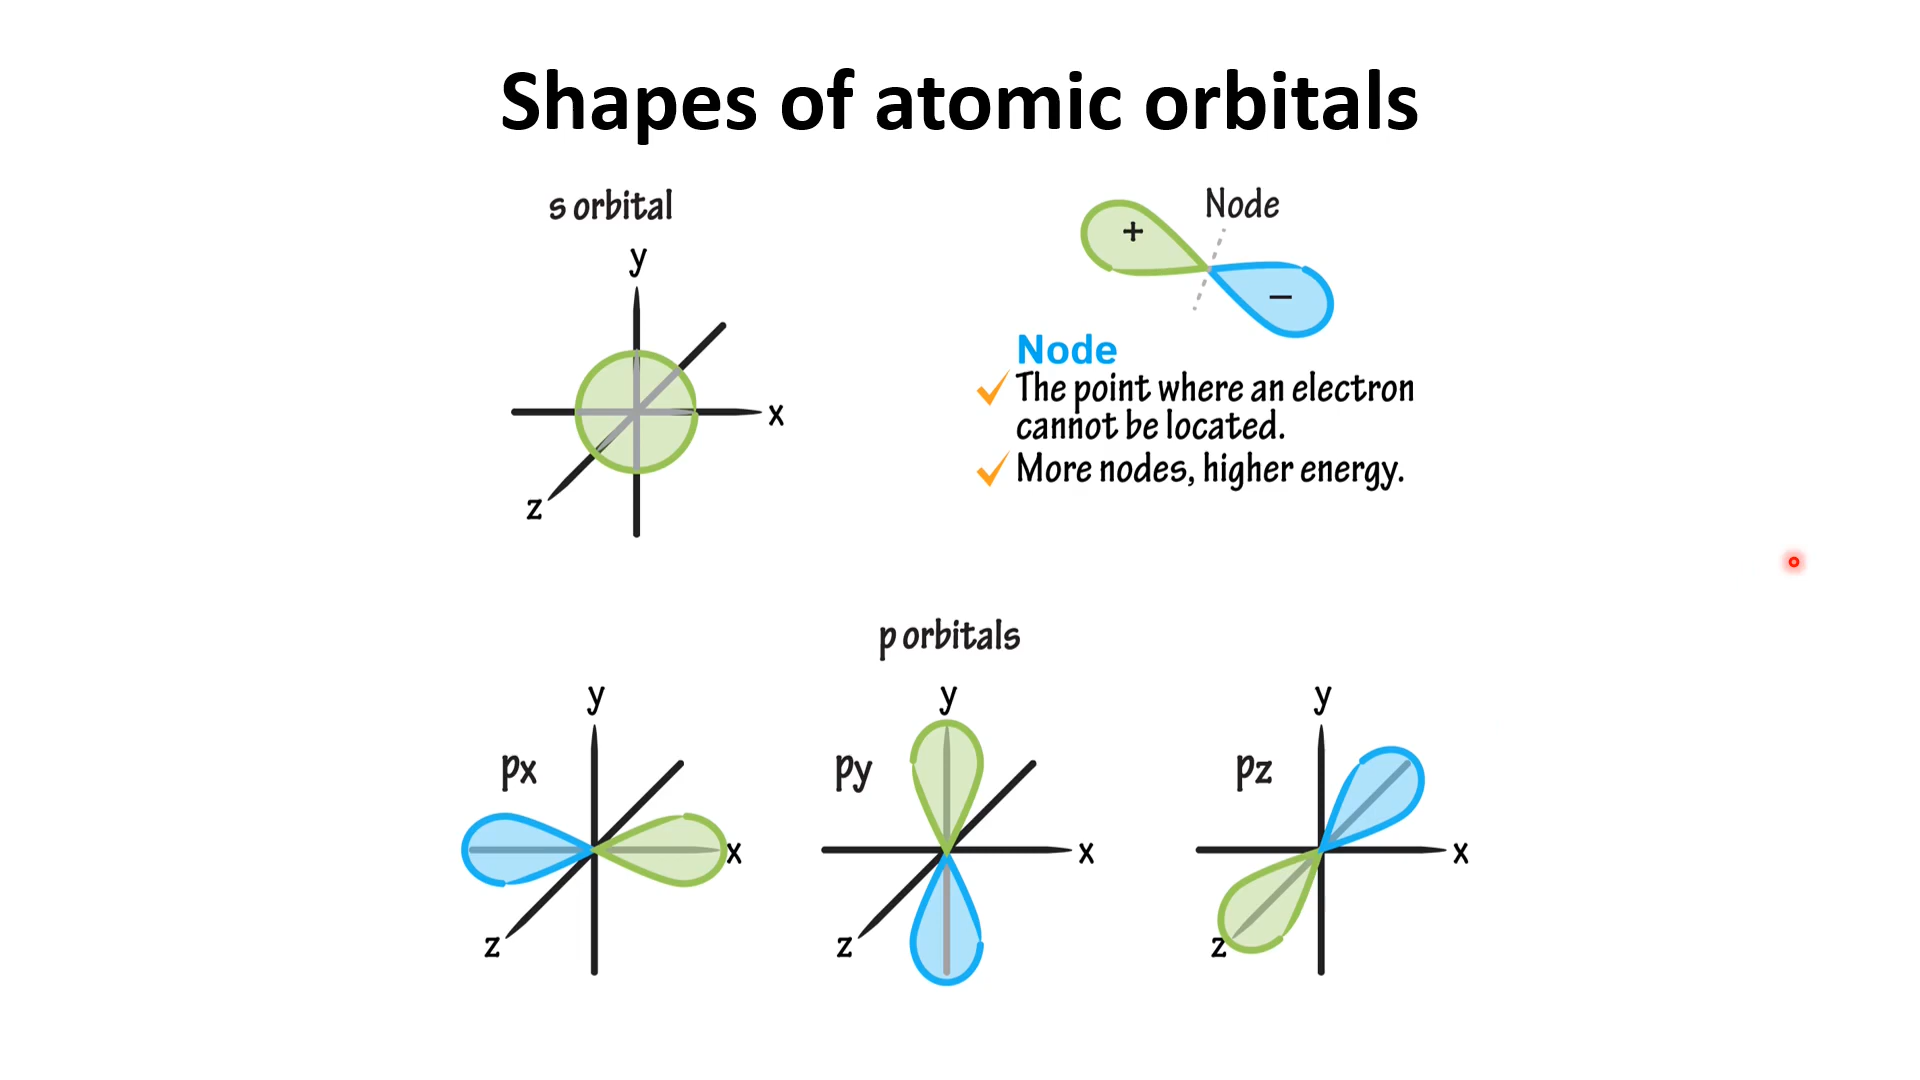 Shapes of atomic orbitals
s orbital
y
x
z
Node
+
−
Node
The point where an electron
cannot be located.
More nodes, higher energy.
p orbitals
y
px
x
z
y
py
x
z
y
pz
x
z